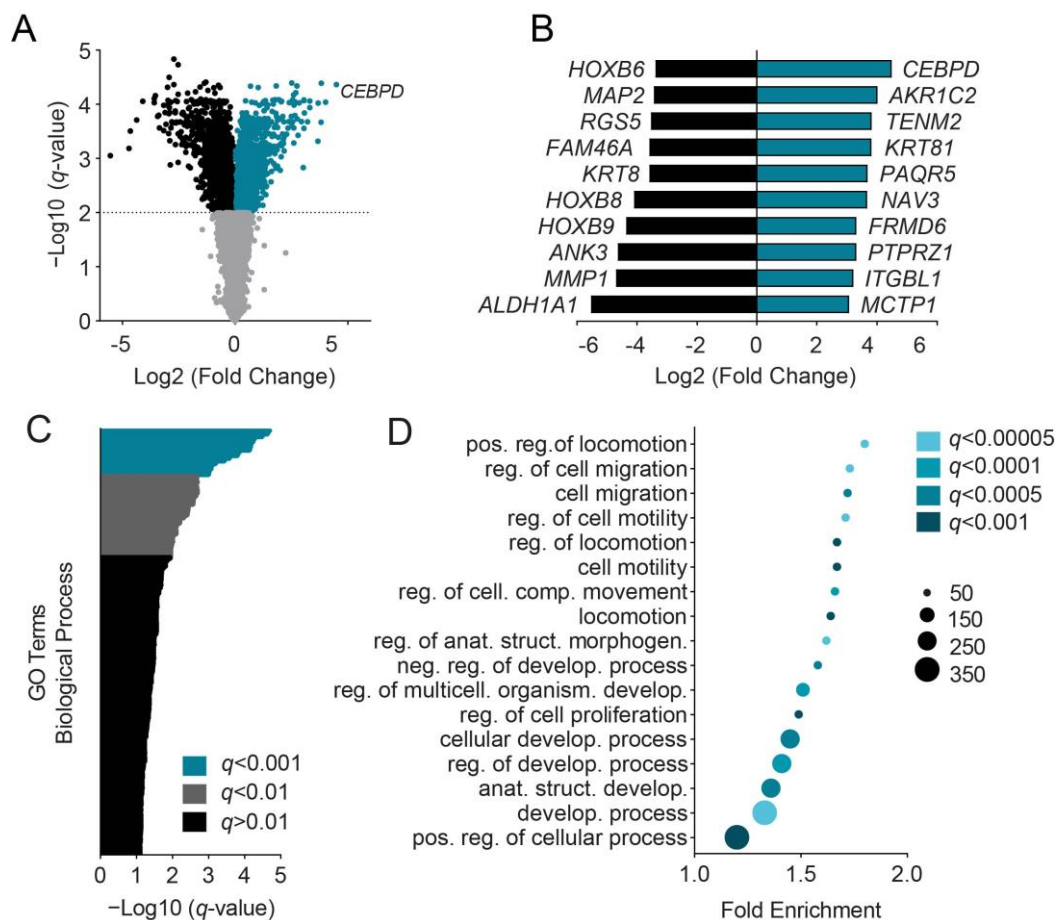 A
5
4
3
2
1
0
−Log10 (q-value)
CEBPD
-5
0
5
Log2 (Fold Change)
B
HOXB6
CEBPD
MAP2
AKR1C2
RGS5
TENM2
FAM46A
KRT81
KRT8
PAQR5
HOXB8
NAV3
HOXB9
FRMD6
ANK3
PTPRZ1
MMP1
ITGBL1
ALDH1A1
MCTP1
-6
-4
-2
0
2
4
6
Log2 (Fold Change)
C
GO Terms
Biological Process
q<0.001
q<0.01
q>0.01
0
1
2
3
4
5
−Log10 (q-value)
D
pos. reg.of locomotion
reg. of cell migration
cell migration
reg. of cell motility
reg. of locomotion
cell motility
reg. of cell. comp. movement
locomotion
reg. of anat. struct. morphogen.
neg. reg. of develop. process
reg. of multicell. organism. develop.
reg. of cell proliferation
cellular develop. process
reg. of develop. process
anat. struct. develop.
develop. process
pos. reg. of cellular process
1.0
1.5
2.0
Fold Enrichment
q<0.00005
q<0.0001
q<0.0005
q<0.001
50
150
250
350